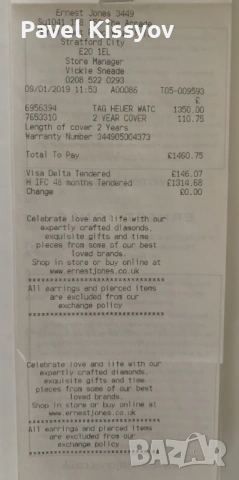 Pavel Kissyov
Ernest Jones 3449
Su1041 The Arcade
Stratford City
E20 1EL
Store Manager
Vickie Sneade
0208 522 0293
09/01/2019 11:53 A00086 T05-009593
£
6956394 TAG HEUER WATC 1350.00
7653310 2 YEAR COVER 110.75
Length of cover 2 Years
Warranty Number 344905004373
Total To Pay £1460.75
Visa Delta Tendered £146.07
H IFC 48 months Tendered £1314.68
Change £0.00
Celebrate love and life with our
expertly crafted diamonds,
exquisite gifts and time
pieces from some of our best
loved brands.
Shop in store or buy online at
www.ernestjones.co.uk
**********************************
All earrings and pierced items
are excluded from our
exchange policy
**********************************
Celebrate love and life with our
expertly crafted diamonds,
exquisite gifts and time
pieces from some of our best
loved brands.
Shop in store or buy online at
www.ernestjones.co.uk
**********************************
All earrings and pierced items
are excluded from our
exchange policy
**********************************
Pavel Kissyov
bazar
БАЗАР